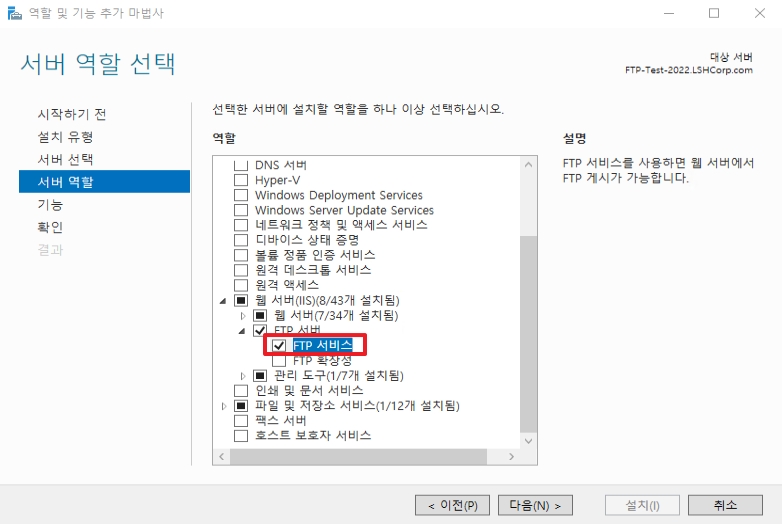 역할 및 기능 추가 마법사
서버 역할 선택
대상 서버
FTP-Test-2022.LSHCorp.com
시작하기 전
설치 유형
서버 선택
서버 역할
기능
확인
결과
선택한 서버에 설치할 역할을 하나 이상 선택하십시오.
역할
DNS 서버
Hyper-V
Windows Deployment Services
Windows Server Update Services
네트워크 정책 및 액세스 서비스
디바이스 상태 증명
볼륨 정품 인증 서비스
원격 데스크톱 서비스
원격 액세스
웹 서버(IIS)(8/43개 설치됨)
웹 서버(7/34개 설치됨)
FTP 서버
FTP 서비스
FTP 확장성
관리 도구(1/7개 설치됨)
인쇄 및 문서 서비스
파일 및 저장소 서비스(1/12개 설치됨)
팩스 서버
호스트 보호자 서비스
설명
FTP 서비스를 사용하면 웹 서버에서
FTP 게시가 가능합니다.
< 이전(P)
다음(N) >
설치(I)
취소